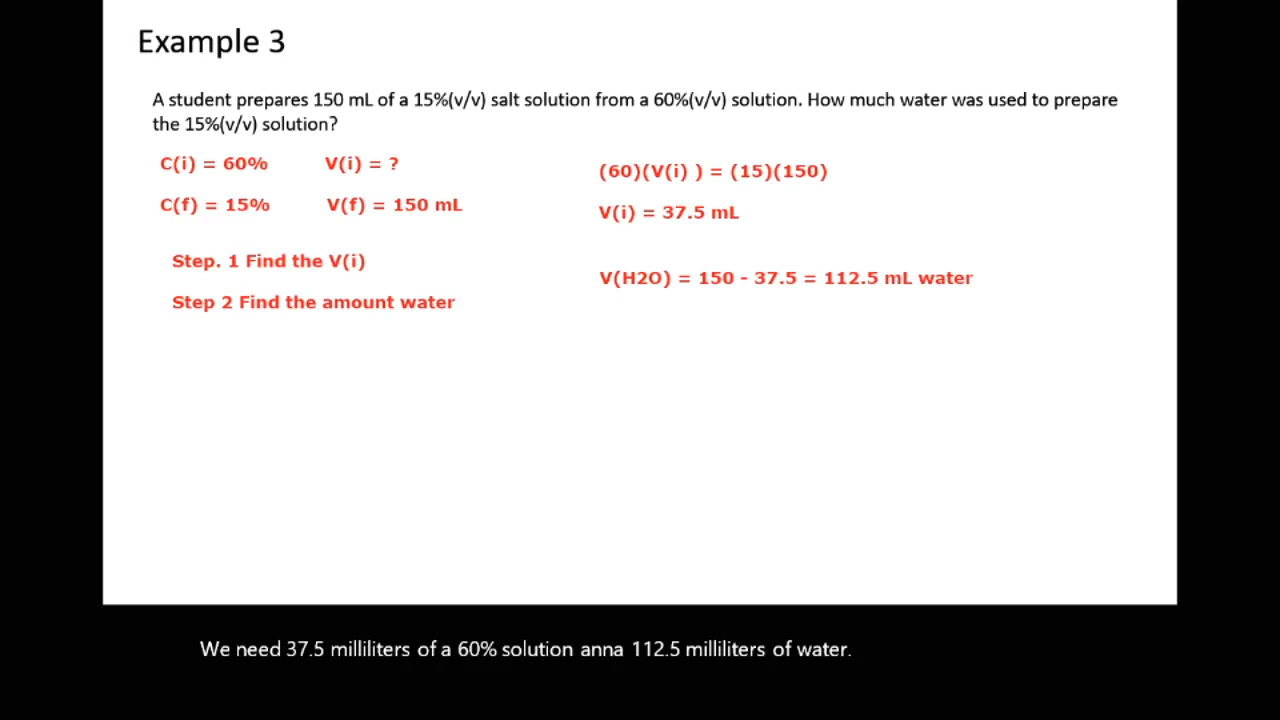 Example 3
A student prepares 150 mL of a 15%(v/v) salt solution from a 60%(v/v) solution. How much water was used to prepare
the 15%(v/v) solution?
C(i) = 60% V(i) = ?
C(f) = 15% V(f) = 150 mL
Step. 1 Find the V(i)
Step 2 Find the amount water
(60)(V(i) ) = (15)(150)
V(i) = 37.5 mL
V(H2O) = 150 - 37.5 = 112.5 mL water
We need 37.5 milliliters of a 60% solution anna 112.5 milliliters of water.